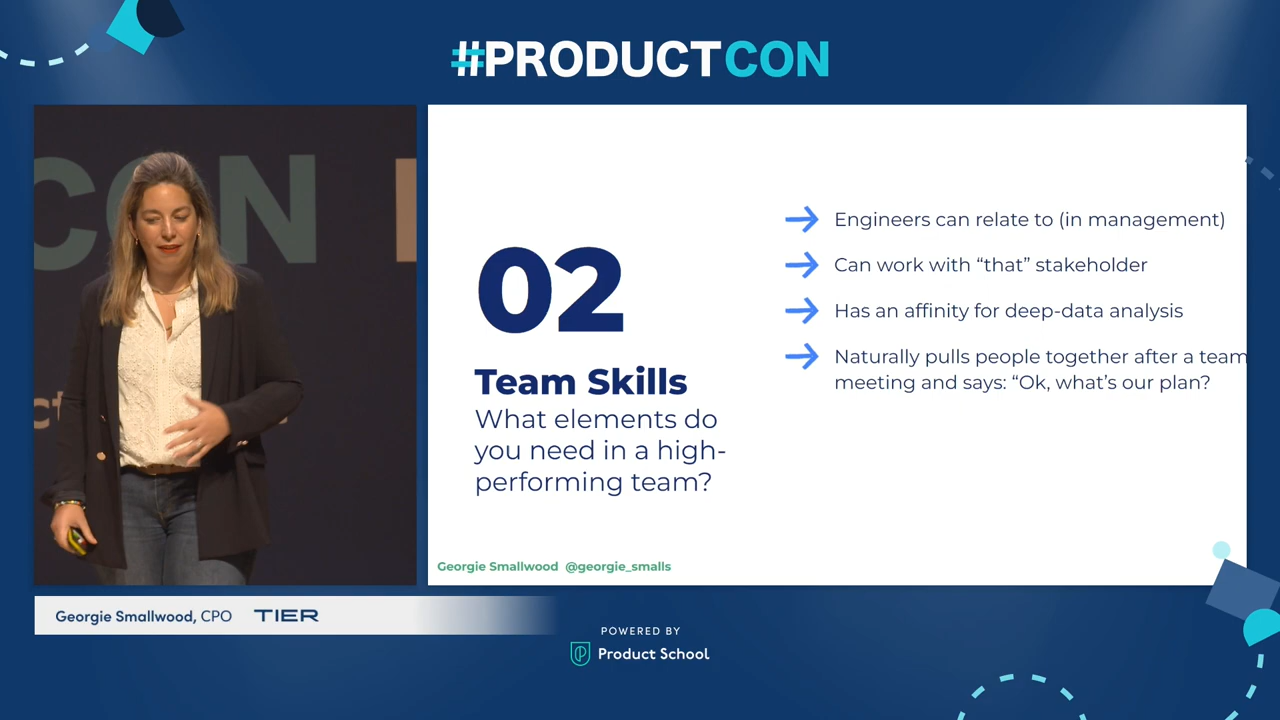 #PRODUCTCON
CON
02
Team Skills
What elements do
you need in a high-
performing team?
Engineers can relate to (in management)
Can work with “that” stakeholder
Has an affinity for deep-data analysis
Naturally pulls people together after a team
meeting and says: “Ok, what’s our plan?
Georgie Smallwood @georgie_smalls
Georgie Smallwood, CPO TIER
POWERED BY
Product School